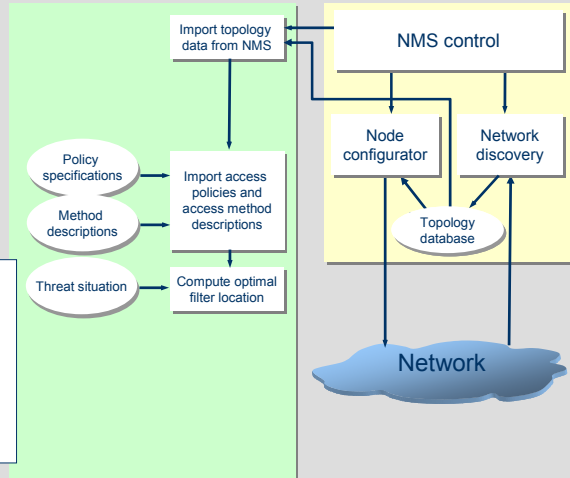 Import topology
data from NMS
NMS control
Node
configurator
Network
discovery
Policy
specifications
Import access
policies and
access method
descriptions
Method
descriptions
Topology
database
Threat situation
Compute optimal
filter location
Network